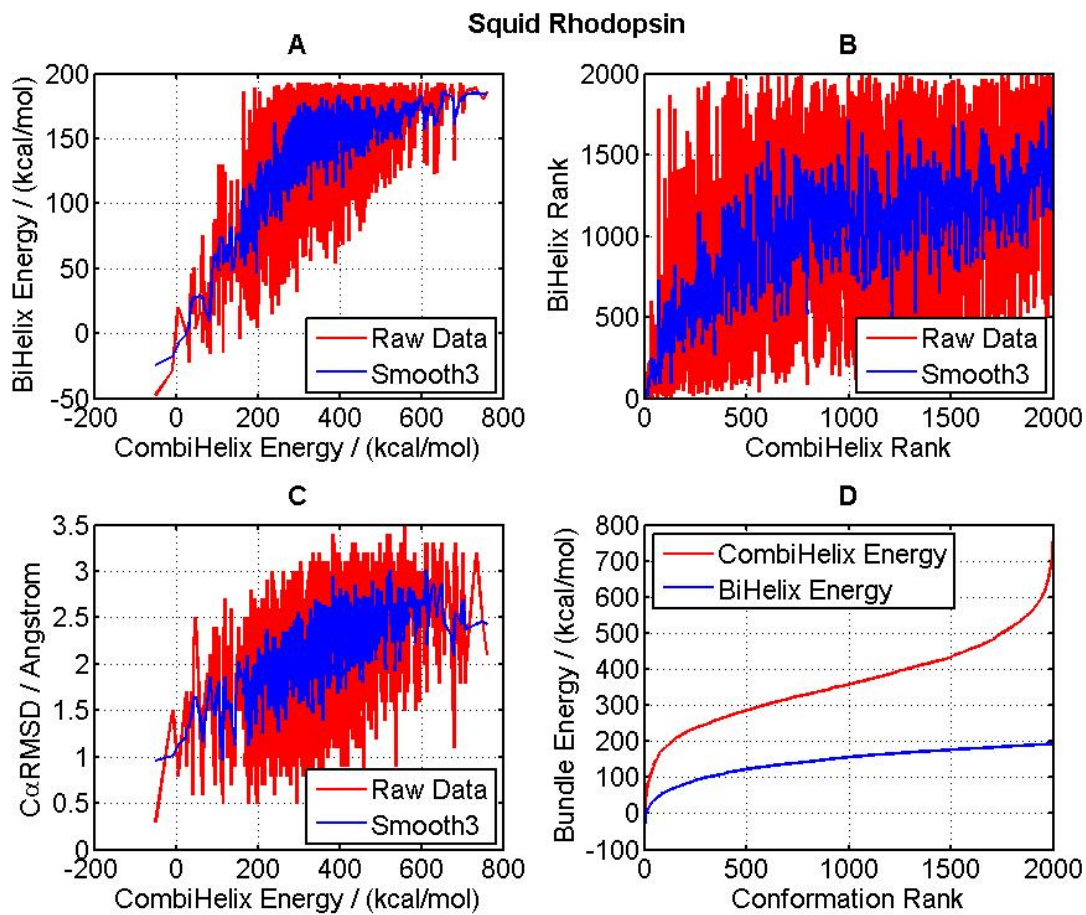 Squid Rhodopsin
A
BiHelix Energy / (kcal/mol)
200
150
100
50
0
-50
-200 0 200 400 600 800
CombiHelix Energy / (kcal/mol)
Raw Data
Smooth3
B
BiHelix Rank
2000
1500
1000
500
0
0 500 1000 1500 2000
CombiHelix Rank
Raw Data
Smooth3
C
CαRMSD / Angstrom
3.5
3
2.5
2
1.5
1
0.5
0
-200 0 200 400 600 800
CombiHelix Energy / (kcal/mol)
Raw Data
Smooth3
D
Bundle Energy / (kcal/mol)
800
700
600
500
400
300
200
100
0
-100
0 500 1000 1500 2000
Conformation Rank
CombiHelix Energy
BiHelix Energy